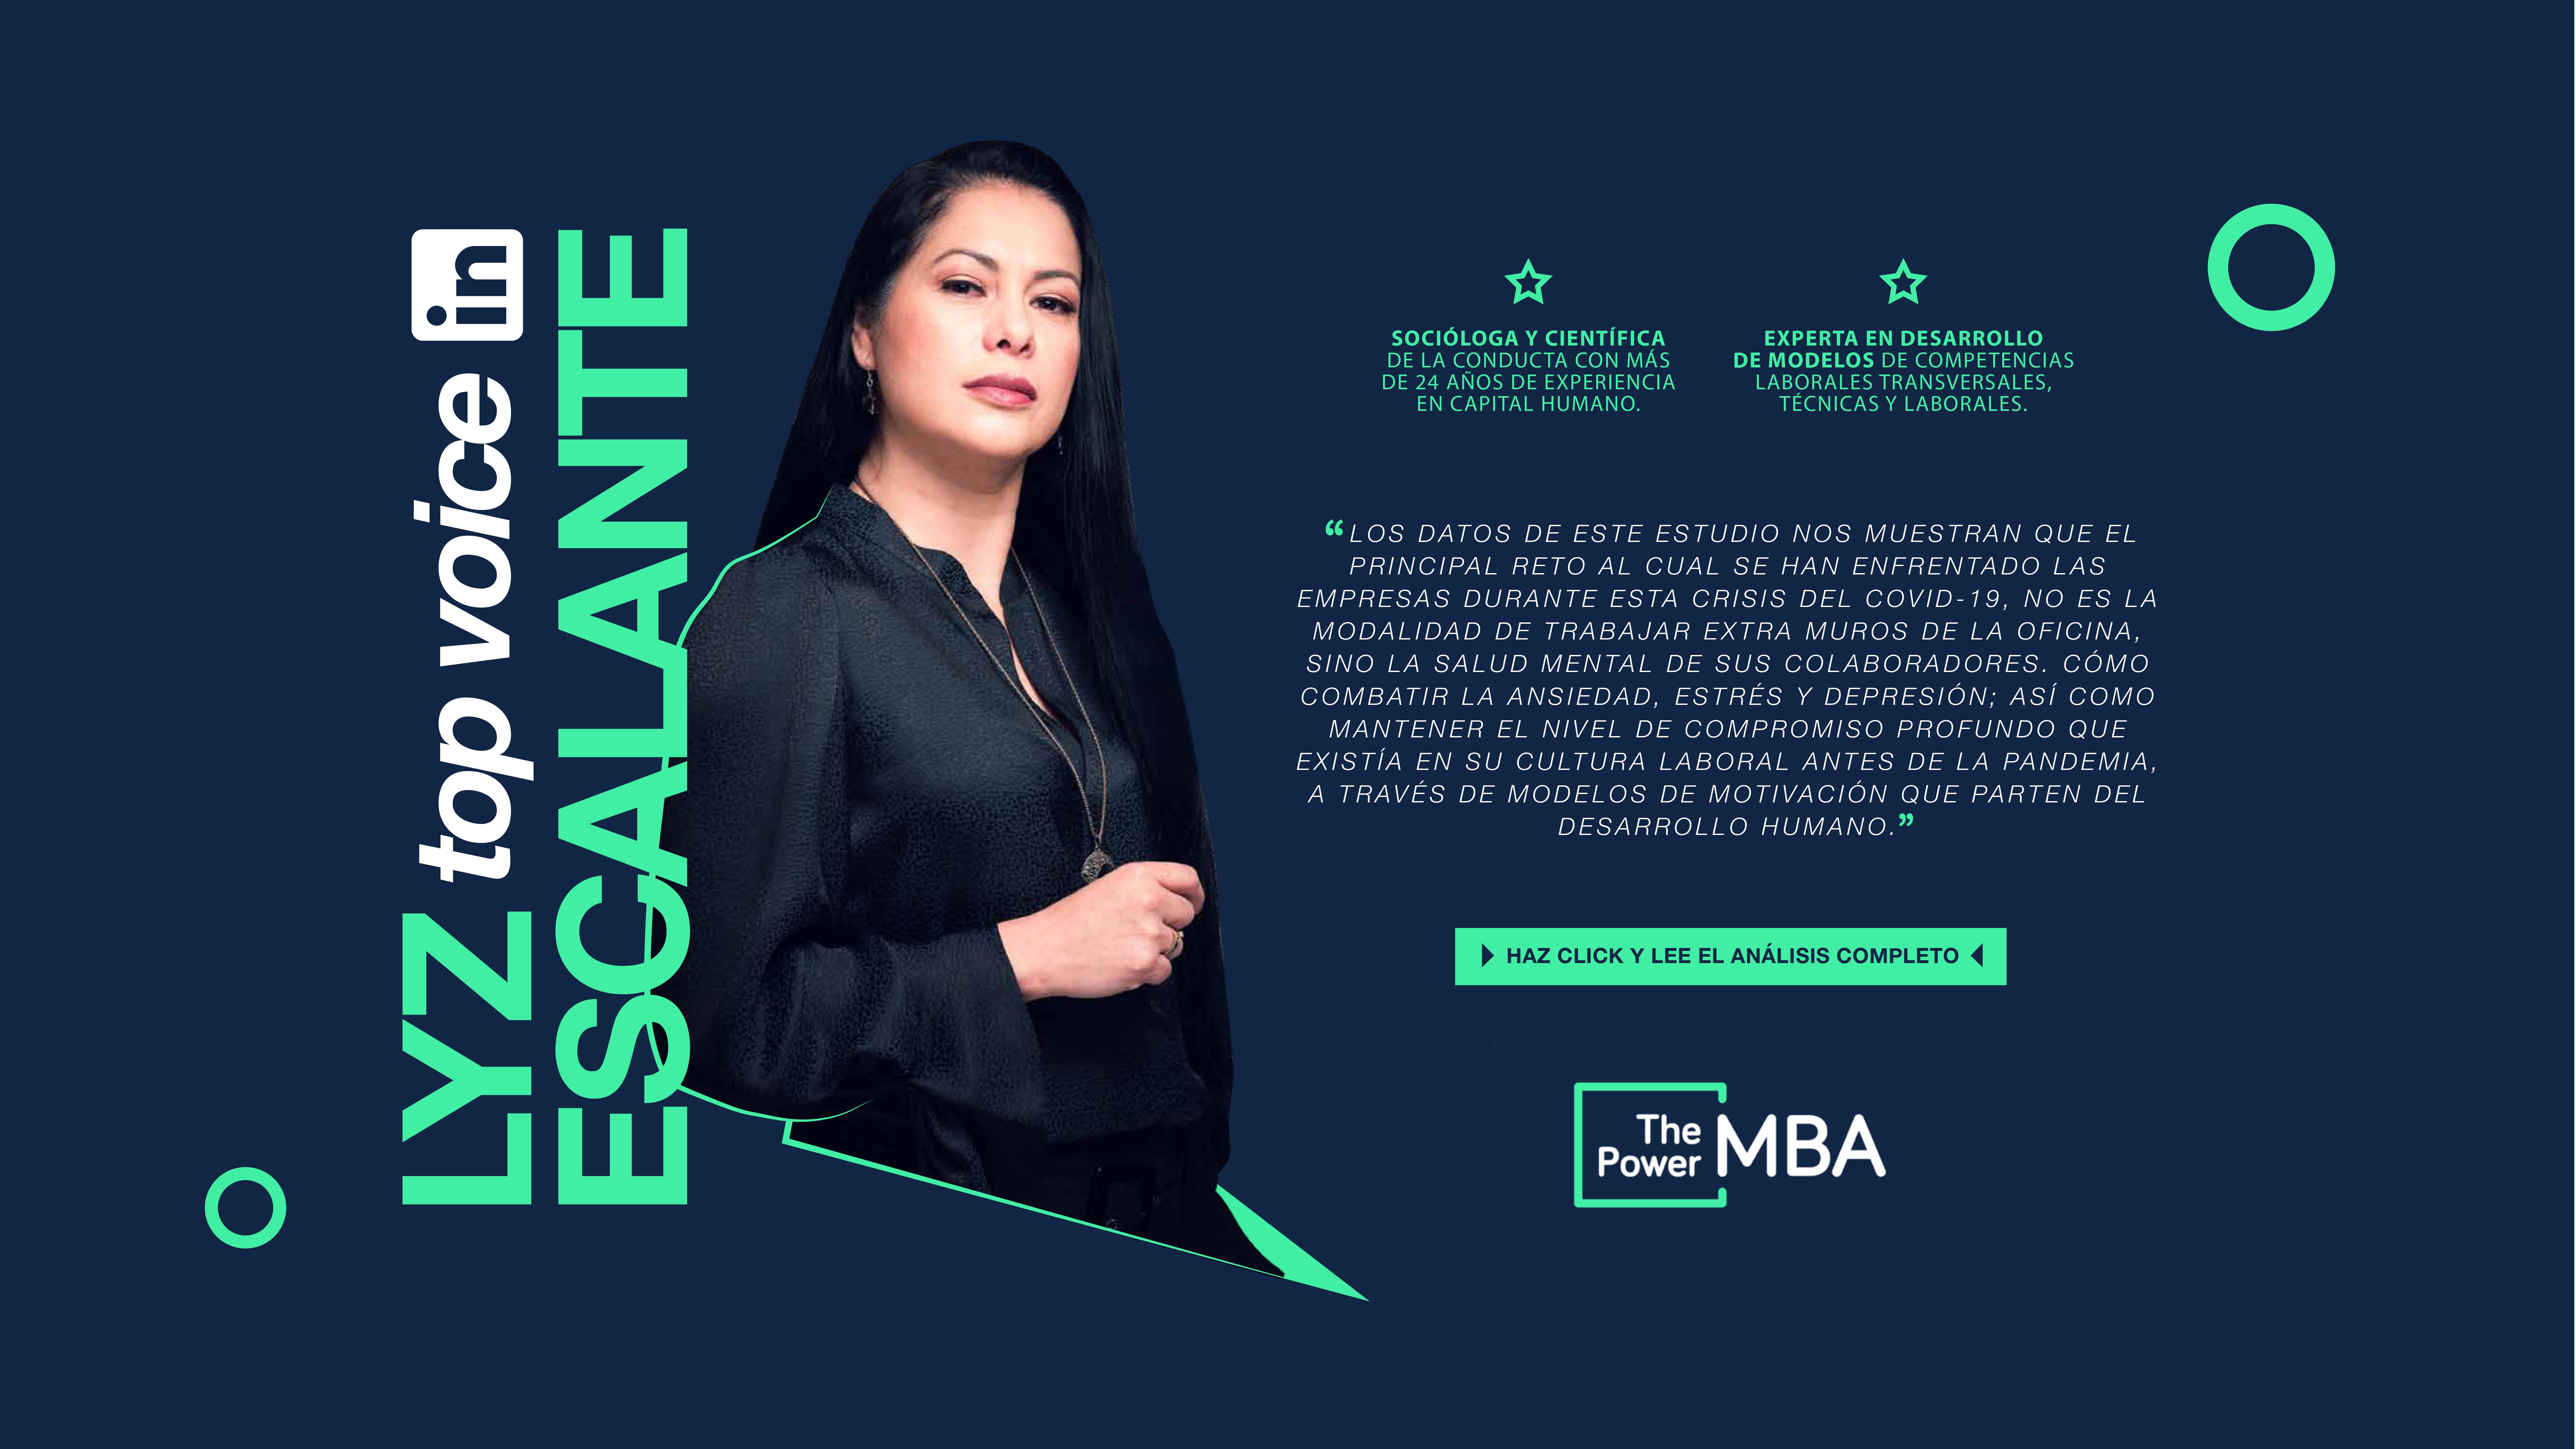 LYZ top voice in
ESCALANTE
SOCIÓLOGA Y CIENTÍFICA
DE LA CONDUCTA CON MÁS
DE 24 AÑOS DE EXPERIENCIA
EN CAPITAL HUMANO.
EXPERTA EN DESARROLLO
DE MODELOS DE COMPETENCIAS
LABORALES TRANSVERSALES,
TÉCNICAS Y LABORALES.
“LOS DATOS DE ESTE ESTUDIO NOS MUESTRAN QUE EL
PRINCIPAL RETO AL CUAL SE HAN ENFRENTADO LAS
EMPRESAS DURANTE ESTA CRISIS DEL COVID-19, NO ES LA
MODALIDAD DE TRABAJAR EXTRA MUROS DE LA OFICINA,
SINO LA SALUD MENTAL DE SUS COLABORADORES. CÓMO
COMBATIR LA ANSIEDAD, ESTRÉS Y DEPRESIÓN; ASÍ COMO
MANTENER EL NIVEL DE COMPROMISO PROFUNDO QUE
EXISTÍA EN SU CULTURA LABORAL ANTES DE LA PANDEMIA,
A TRAVÉS DE MODELOS DE MOTIVACIÓN QUE PARTEN DEL
DESARROLLO HUMANO.”
HAZ CLICK Y LEE EL ANÁLISIS COMPLETO
The
Power MBA